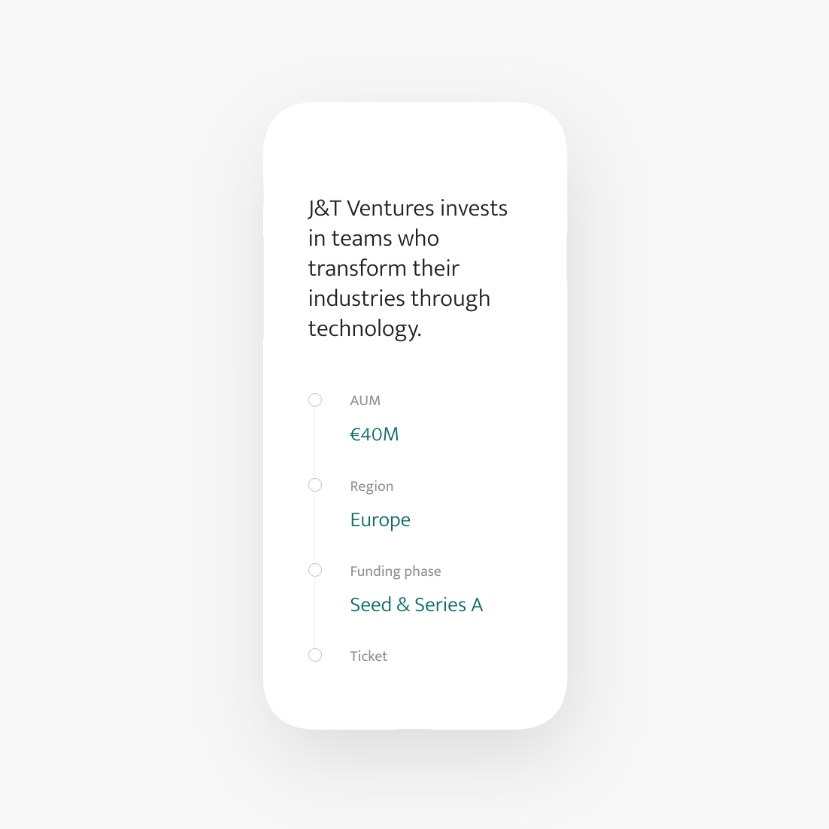 J&T Ventures invests
in teams who
transform their
industries through
technology.
AUM
€40M
Region
Europe
Funding phase
Seed & Series A
Ticket